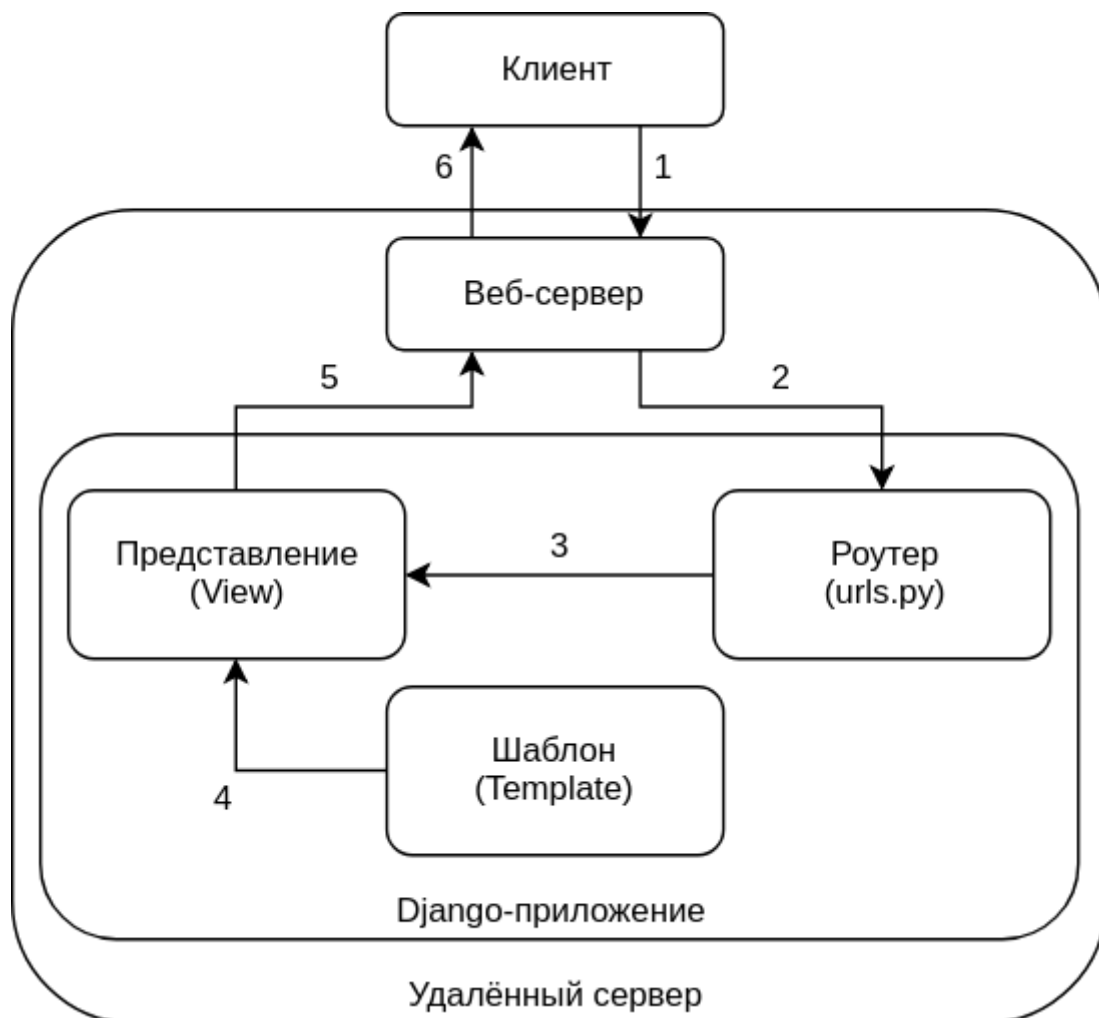 Клиент
6
1
Веб-сервер
5
2
Представление
(View)
3
Роутер
(urls.py)
Шаблон
(Template)
4
Django-приложение
Удалённый сервер